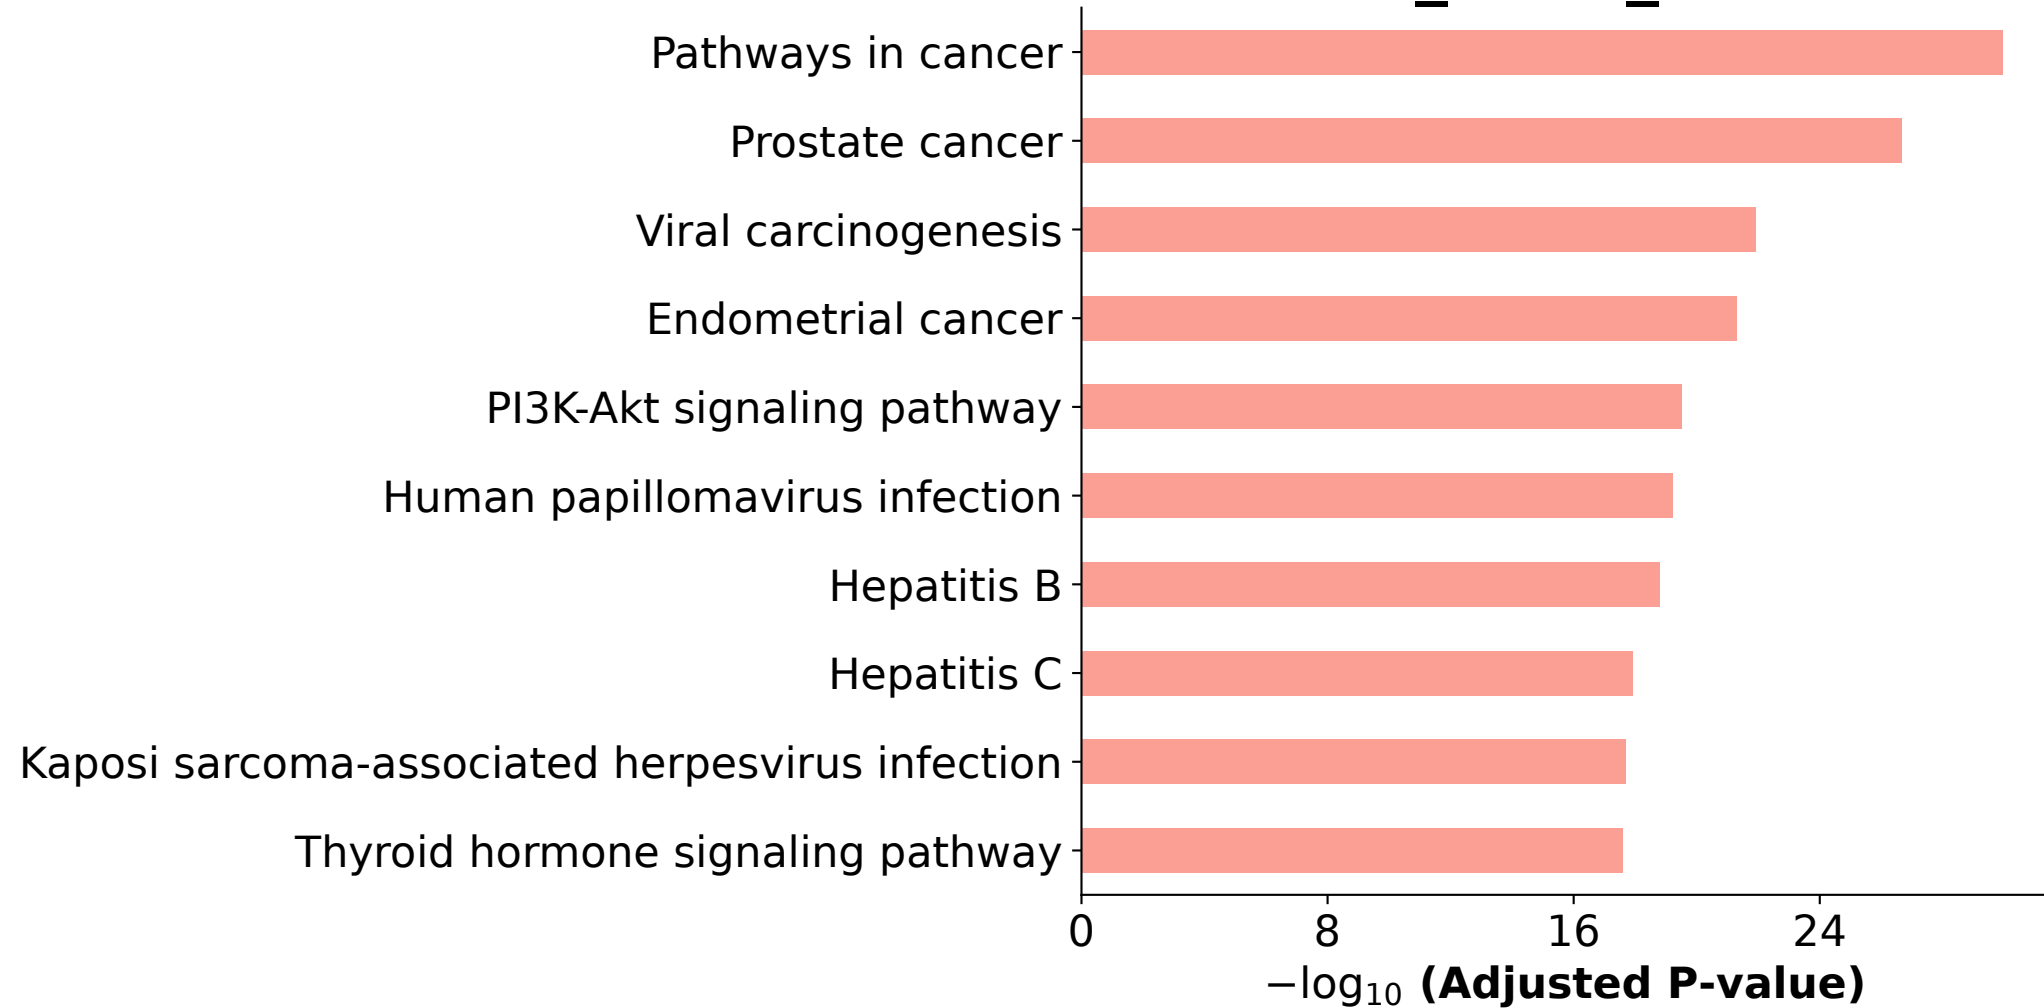 Pathways in cancer
Prostate cancer
Viral carcinogenesis
Endometrial cancer
PI3K-Akt signaling pathway
Human papillomavirus infection
Hepatitis B
Hepatitis C
Kaposi sarcoma-associated herpesvirus infection
Thyroid hormone signaling pathway
0 8 16 24
−log₁₀ (Adjusted P-value)